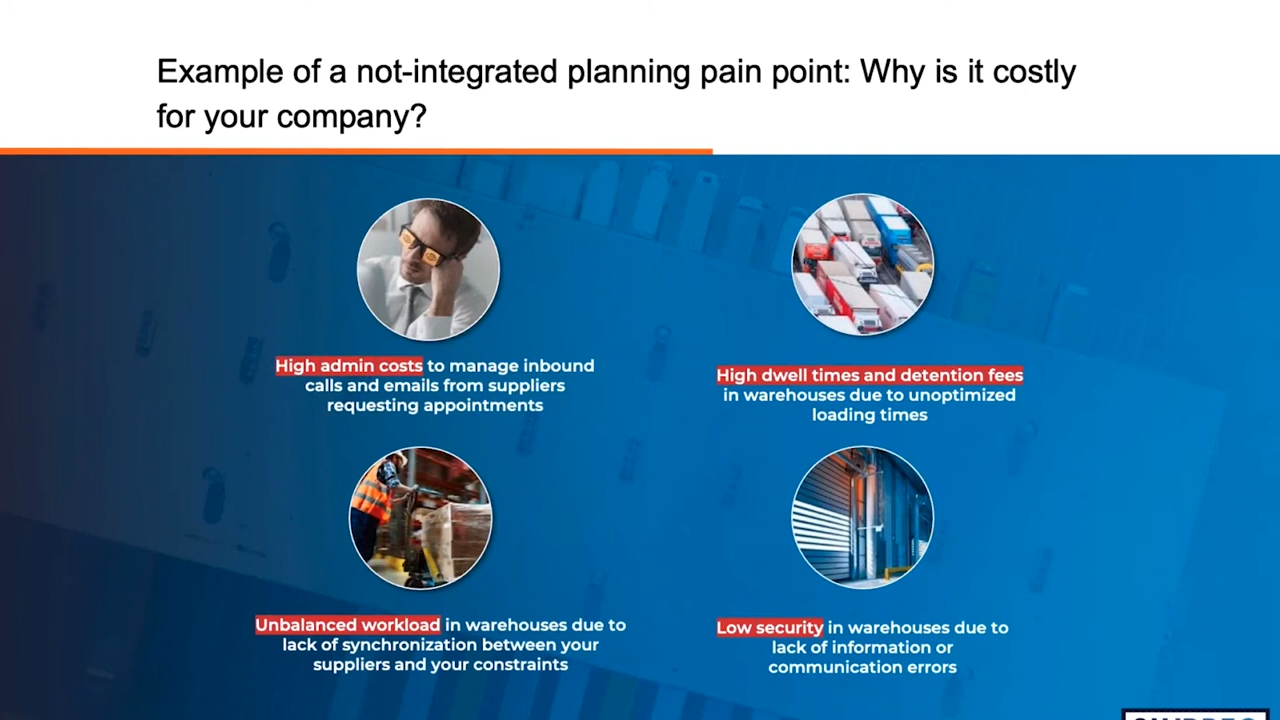 Example of a not-integrated planning pain point: Why is it costly
for your company?
High admin costs to manage inbound
calls and emails from suppliers
requesting appointments
High dwell times and detention fees
in warehouses due to unoptimized
loading times
Unbalanced workload in warehouses due to
lack of synchronization between your
suppliers and your constraints
Low security in warehouses due to
lack of information or
communication errors